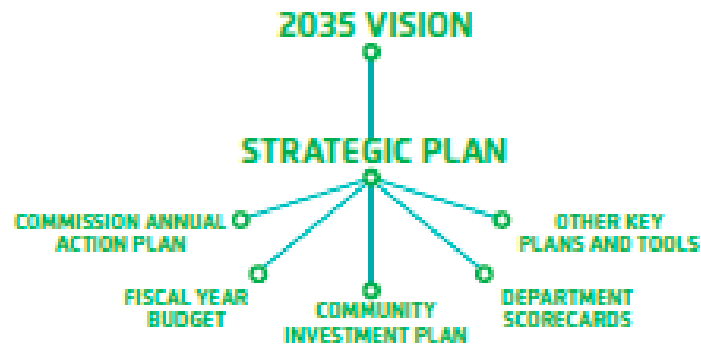 2035 VISION
STRATEGIC PLAN
COMMISSION ANNUAL
ACTION PLAN
OTHER KEY
PLANS AND TOOLS
FISCAL YEAR
BUDGET
COMMUNITY
INVESTMENT PLAN
DEPARTMENT
SCORECARDS